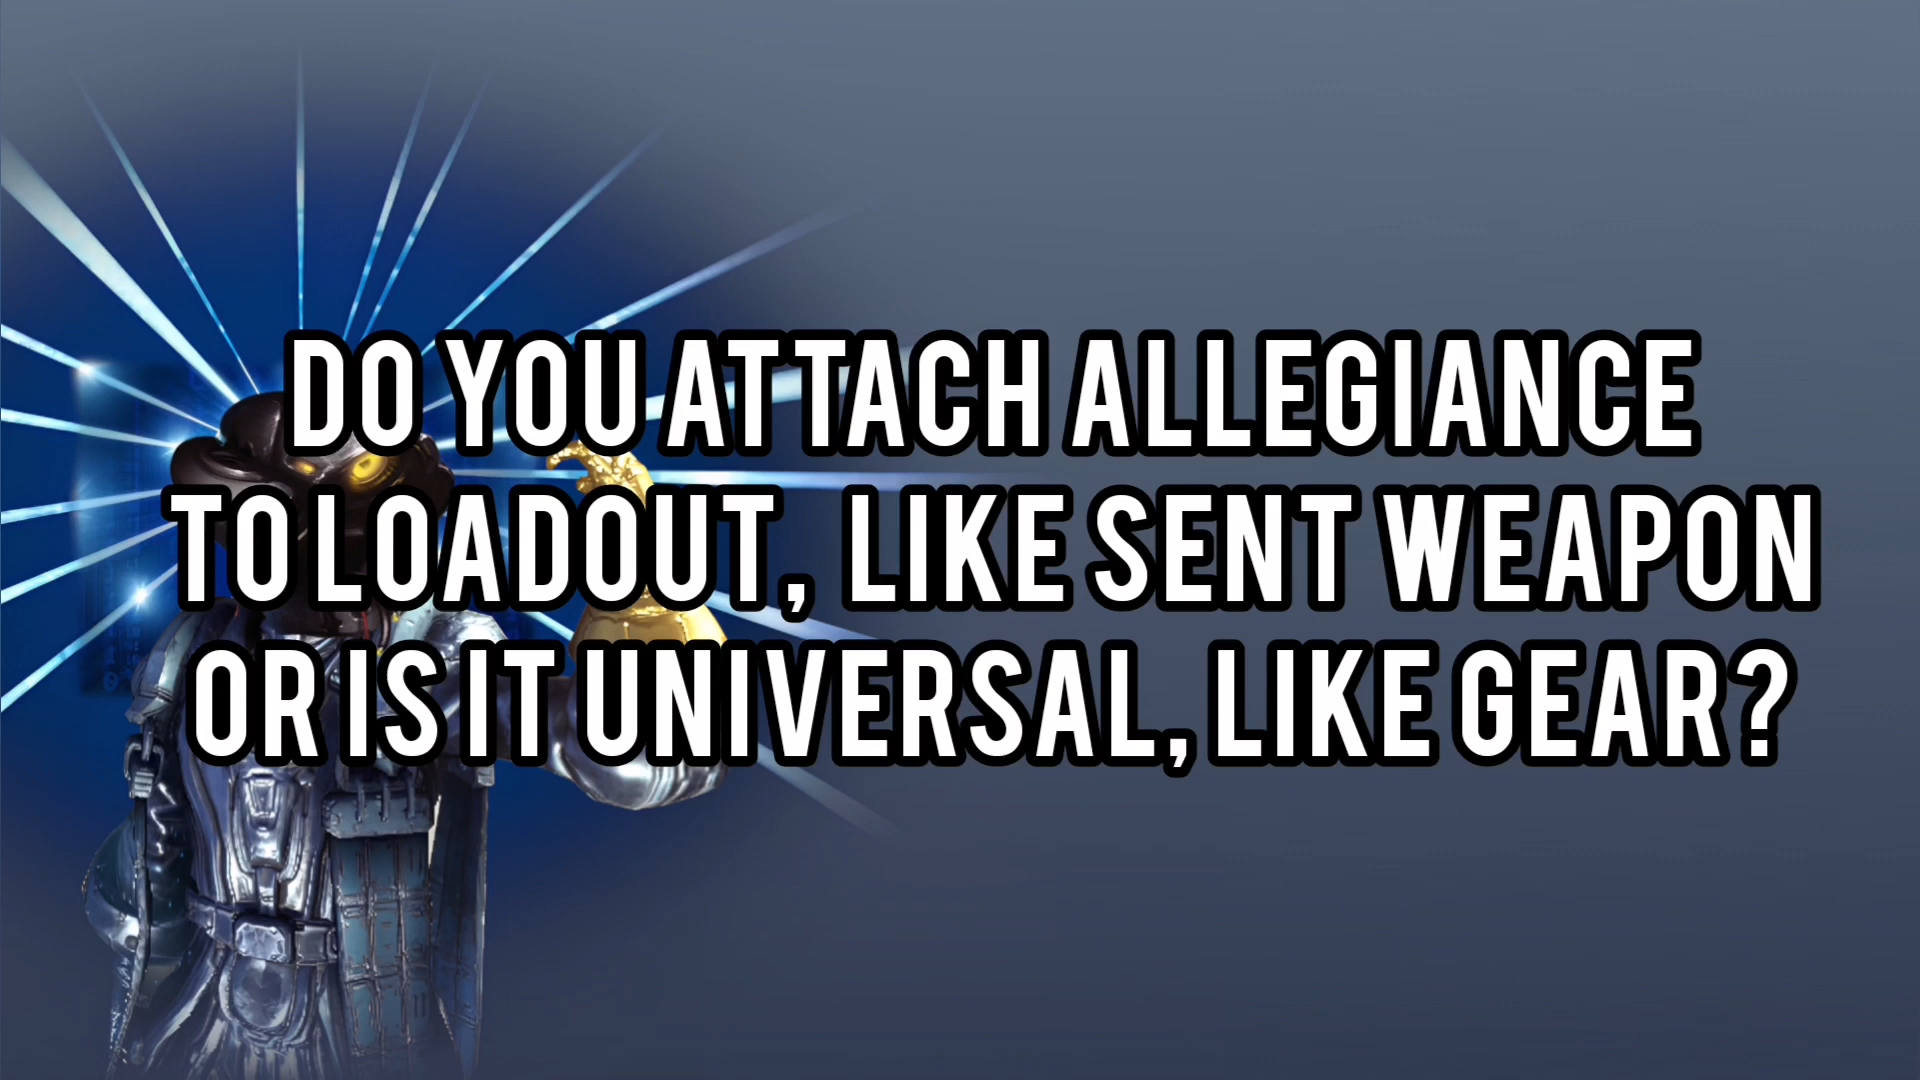 DO YOU ATTACH ALLEGIANCE
TO LOADOUT, LIKE SENT WEAPON
OR IS IT UNIVERSAL, LIKE GEAR?